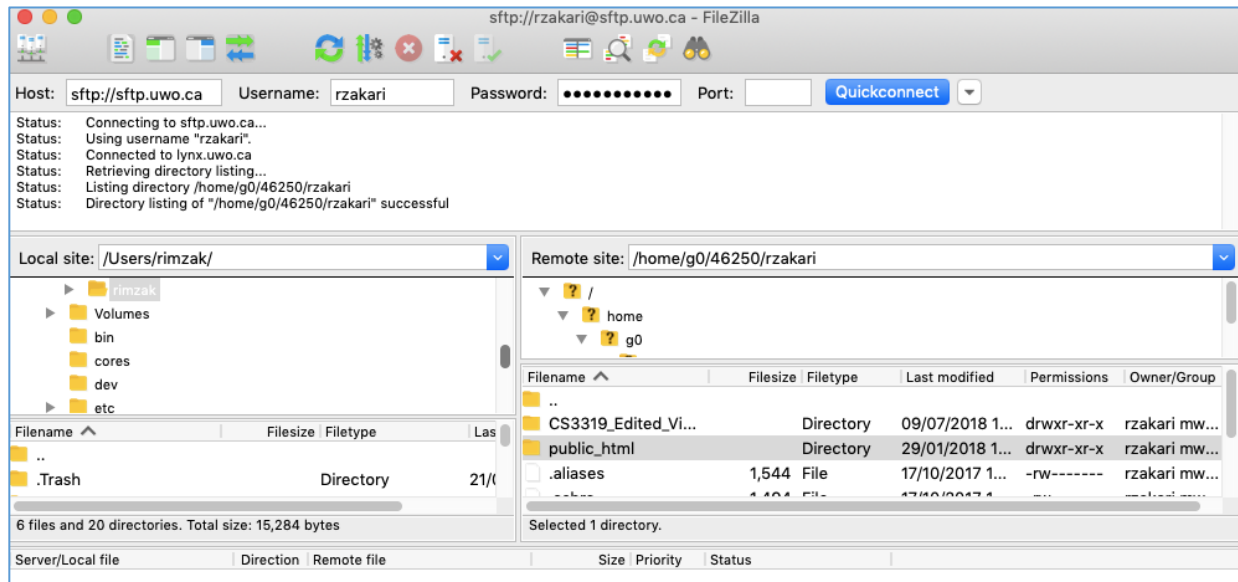 sftp://rzakari@sftp.uwo.ca - FileZilla
Host: sftp://sftp.uwo.ca Username: rzakari Password: ●●●●●●●●●●● Port: Quickconnect
Status: Connecting to sftp.uwo.ca...
Status: Using username "rzakari".
Status: Connected to lynx.uwo.ca
Status: Retrieving directory listing...
Status: Listing directory /home/g0/46250/rzakari
Status: Directory listing of "/home/g0/46250/rzakari" successful
Local site: /Users/rimzak/
rimzak
Volumes
bin
cores
dev
etc
Filename Filesize Filetype Las
..
.Trash Directory 21/0
6 files and 20 directories. Total size: 15,284 bytes
Remote site: /home/g0/46250/rzakari
? /
? home
? g0
Filename Filesize Filetype Last modified Permissions Owner/Group
..
CS3319_Edited_Vi... Directory 09/07/2018 1... drwxr-xr-x rzakari mw...
public_html Directory 29/01/2018 1... drwxr-xr-x rzakari mw...
.aliases 1,544 File 17/10/2017 1... -rw------- rzakari mw...
Selected 1 directory.
Server/Local file Direction Remote file Size Priority Status